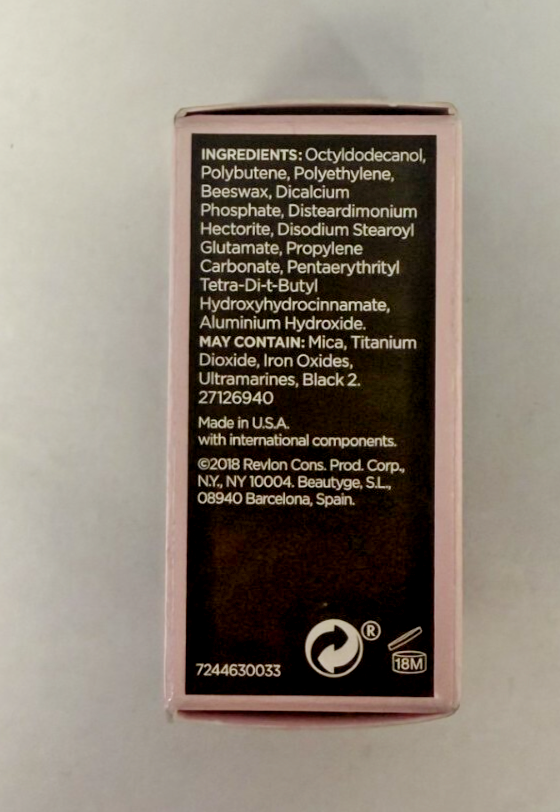 INGREDIENTS: Octyldodecanol,
Polybutene, Polyethylene,
Beeswax, Dicalcium
Phosphate, Disteardimonium
Hectorite, Disodium Stearoyl
Glutamate, Propylene
Carbonate, Pentaerythrityl
Tetra-Di-t-Butyl
Hydroxyhydrocinnamate,
Aluminium Hydroxide.
MAY CONTAIN: Mica, Titanium
Dioxide, Iron Oxides,
Ultramarines, Black 2.
27126940
Made in U.S.A.
with international components.
©2018 Revlon Cons. Prod. Corp.,
N.Y., NY 10004. Beautyge, S.L.,
08940 Barcelona, Spain.
®
18M
7244630033